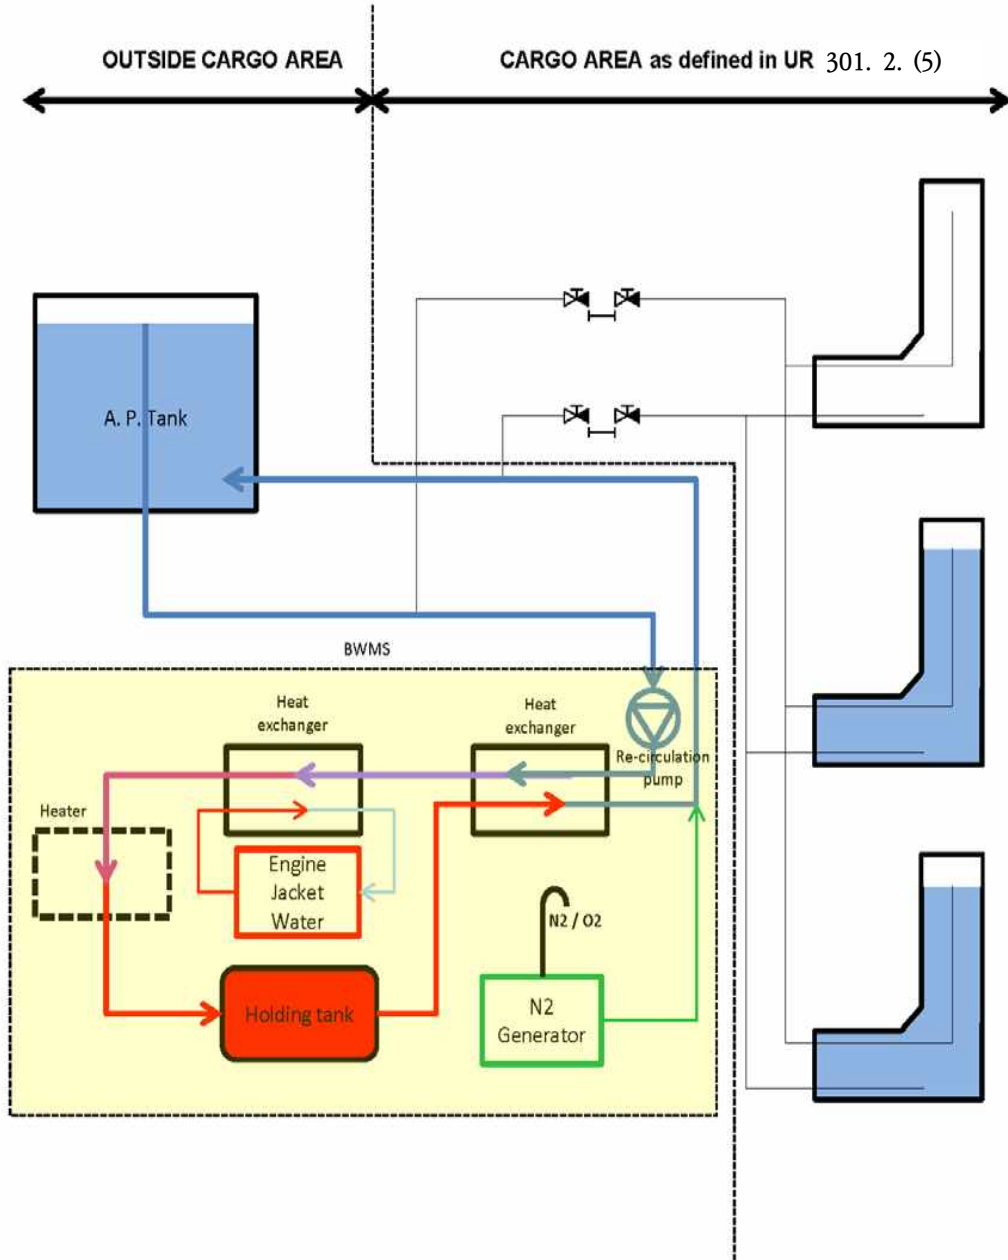 OUTSIDE CARGO AREA
CARGO AREA as defined in UR 301. 2. (5)
A. P. Tank
BWMS
Heat
exchanger
Heat
exchanger
Re-circulation
pump
Heater
Engine
Jacket
Water
N2 / O2
Holding tank
N2
Generator